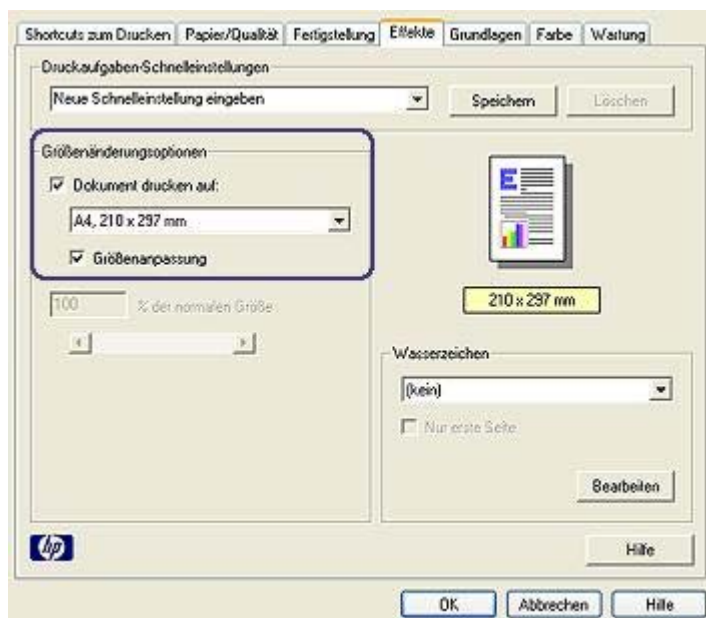 Shortcuts zum Drucken Papier/Qualität Fertigstellung Effekte Grundlagen Farbe Wartung
Druckaufgaben-Schnelleinstellungen
Neue Schnelleinstellung eingeben Speichern Löschen
Größenänderungsoptionen
Dokument drucken auf:
A4, 210 x 297 mm
Größenanpassung
E
210 x 297 mm
100 % der normalen Größe
Wasserzeichen
(kein)
Nur erste Seite
Bearbeiten
hp Hilfe
OK Abbrechen Hilfe